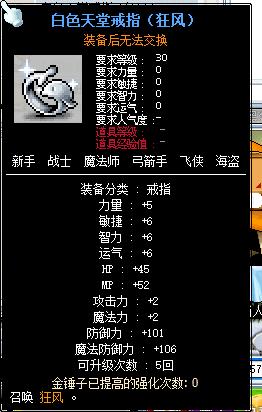 白色天堂戒指（狂风）
装备后无法交换
要求等级： 30
要求力量： 0
要求敏捷： 0
要求智力： 0
要求运气： 0
要求人气度： -
道具等级： -
道具经验值： -
新手 战士 魔法师 弓箭手 飞侠 海盗
装备分类 : 戒指
力量 : +5
敏捷 : +6
智力 : +6
运气 : +6
HP : +45
MP : +52
攻击力 : +2
魔法力 : +2
防御力 : +101
魔法防御力 : +106
可升级次数 : 5回
金锤子已提高的强化次数: 0
召唤 狂风 。